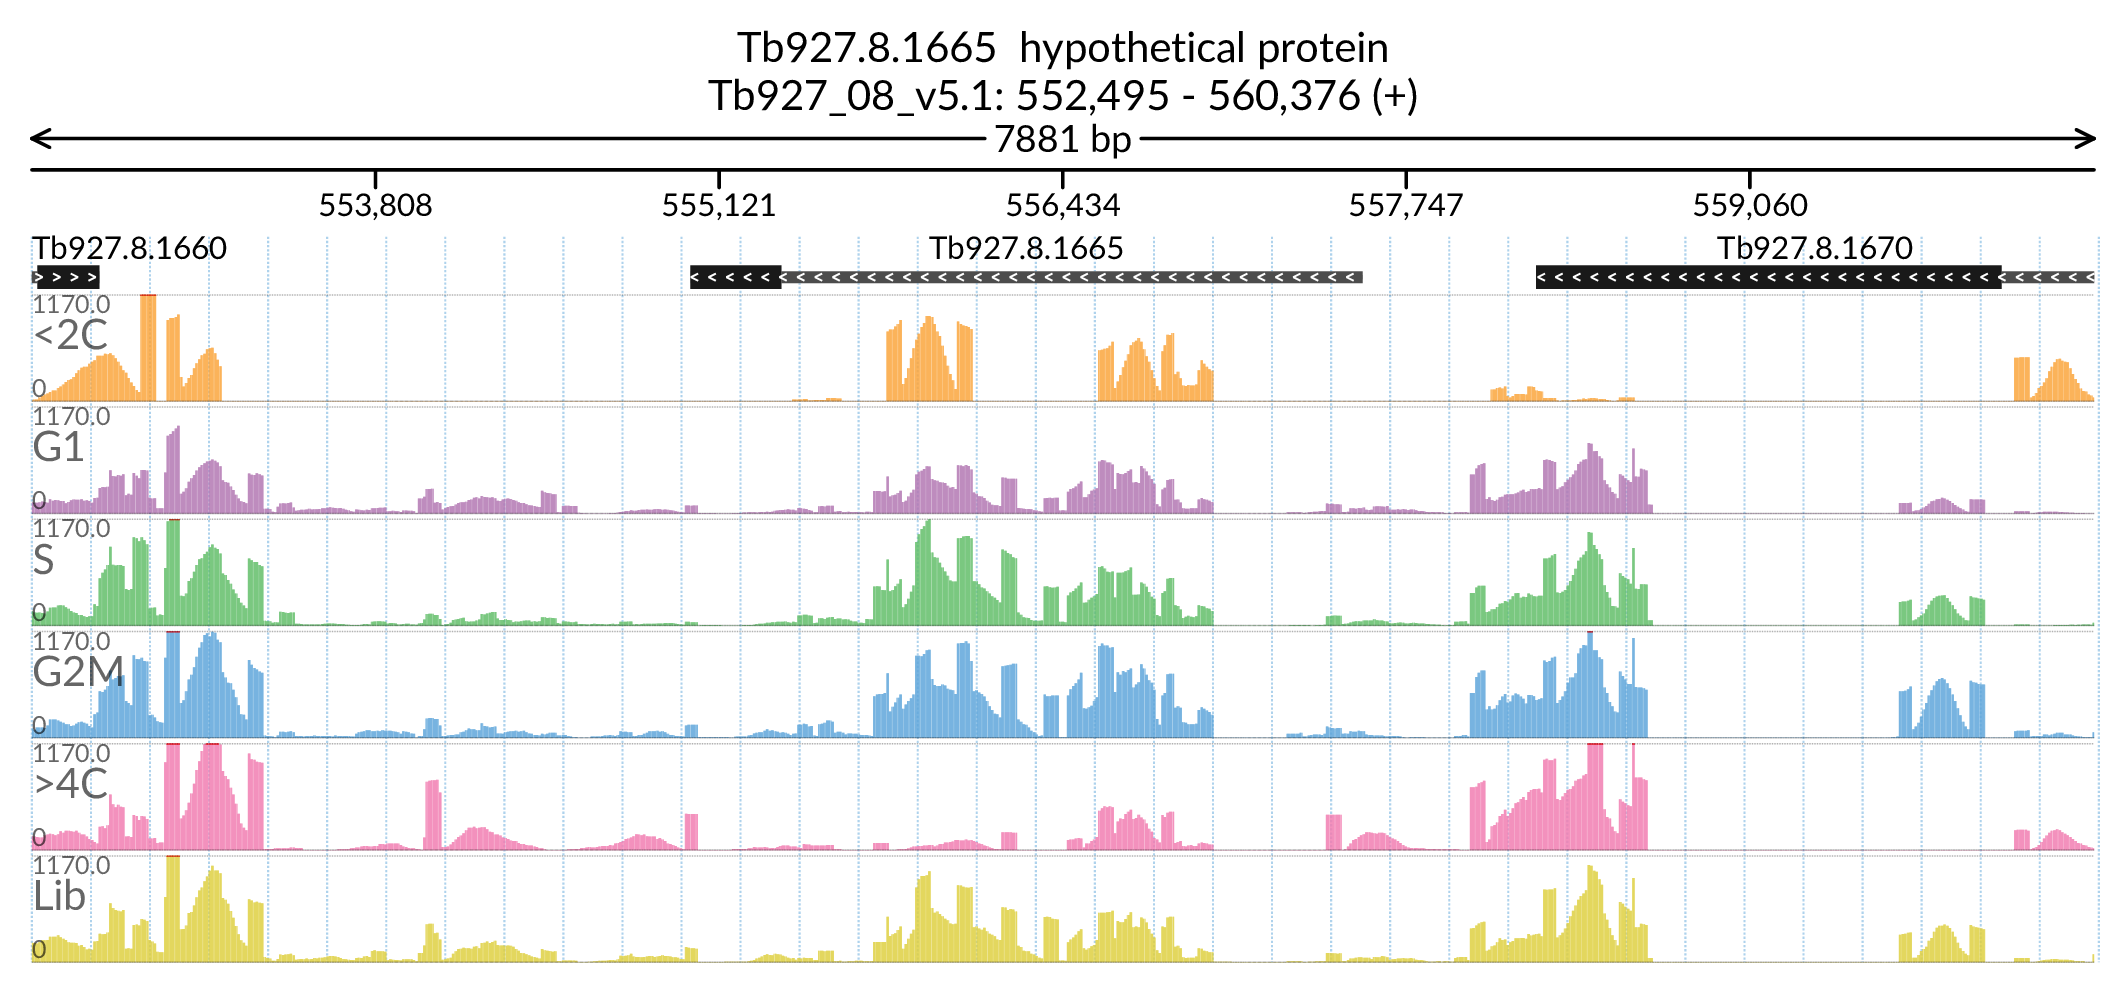 Tb927.8.1665  hypothetical protein
Tb927_08_v5.1: 552,495 - 560,376 (+)
7881 bp
553,808 555,121 556,434 557,747 559,060
Tb927.8.1660 Tb927.8.1665 Tb927.8.1670
1170.0
<2C
0
1170.0
G1
0
1170.0
S
0
1170.0
G2M
0
1170.0
>4C
0
1170.0
Lib
0